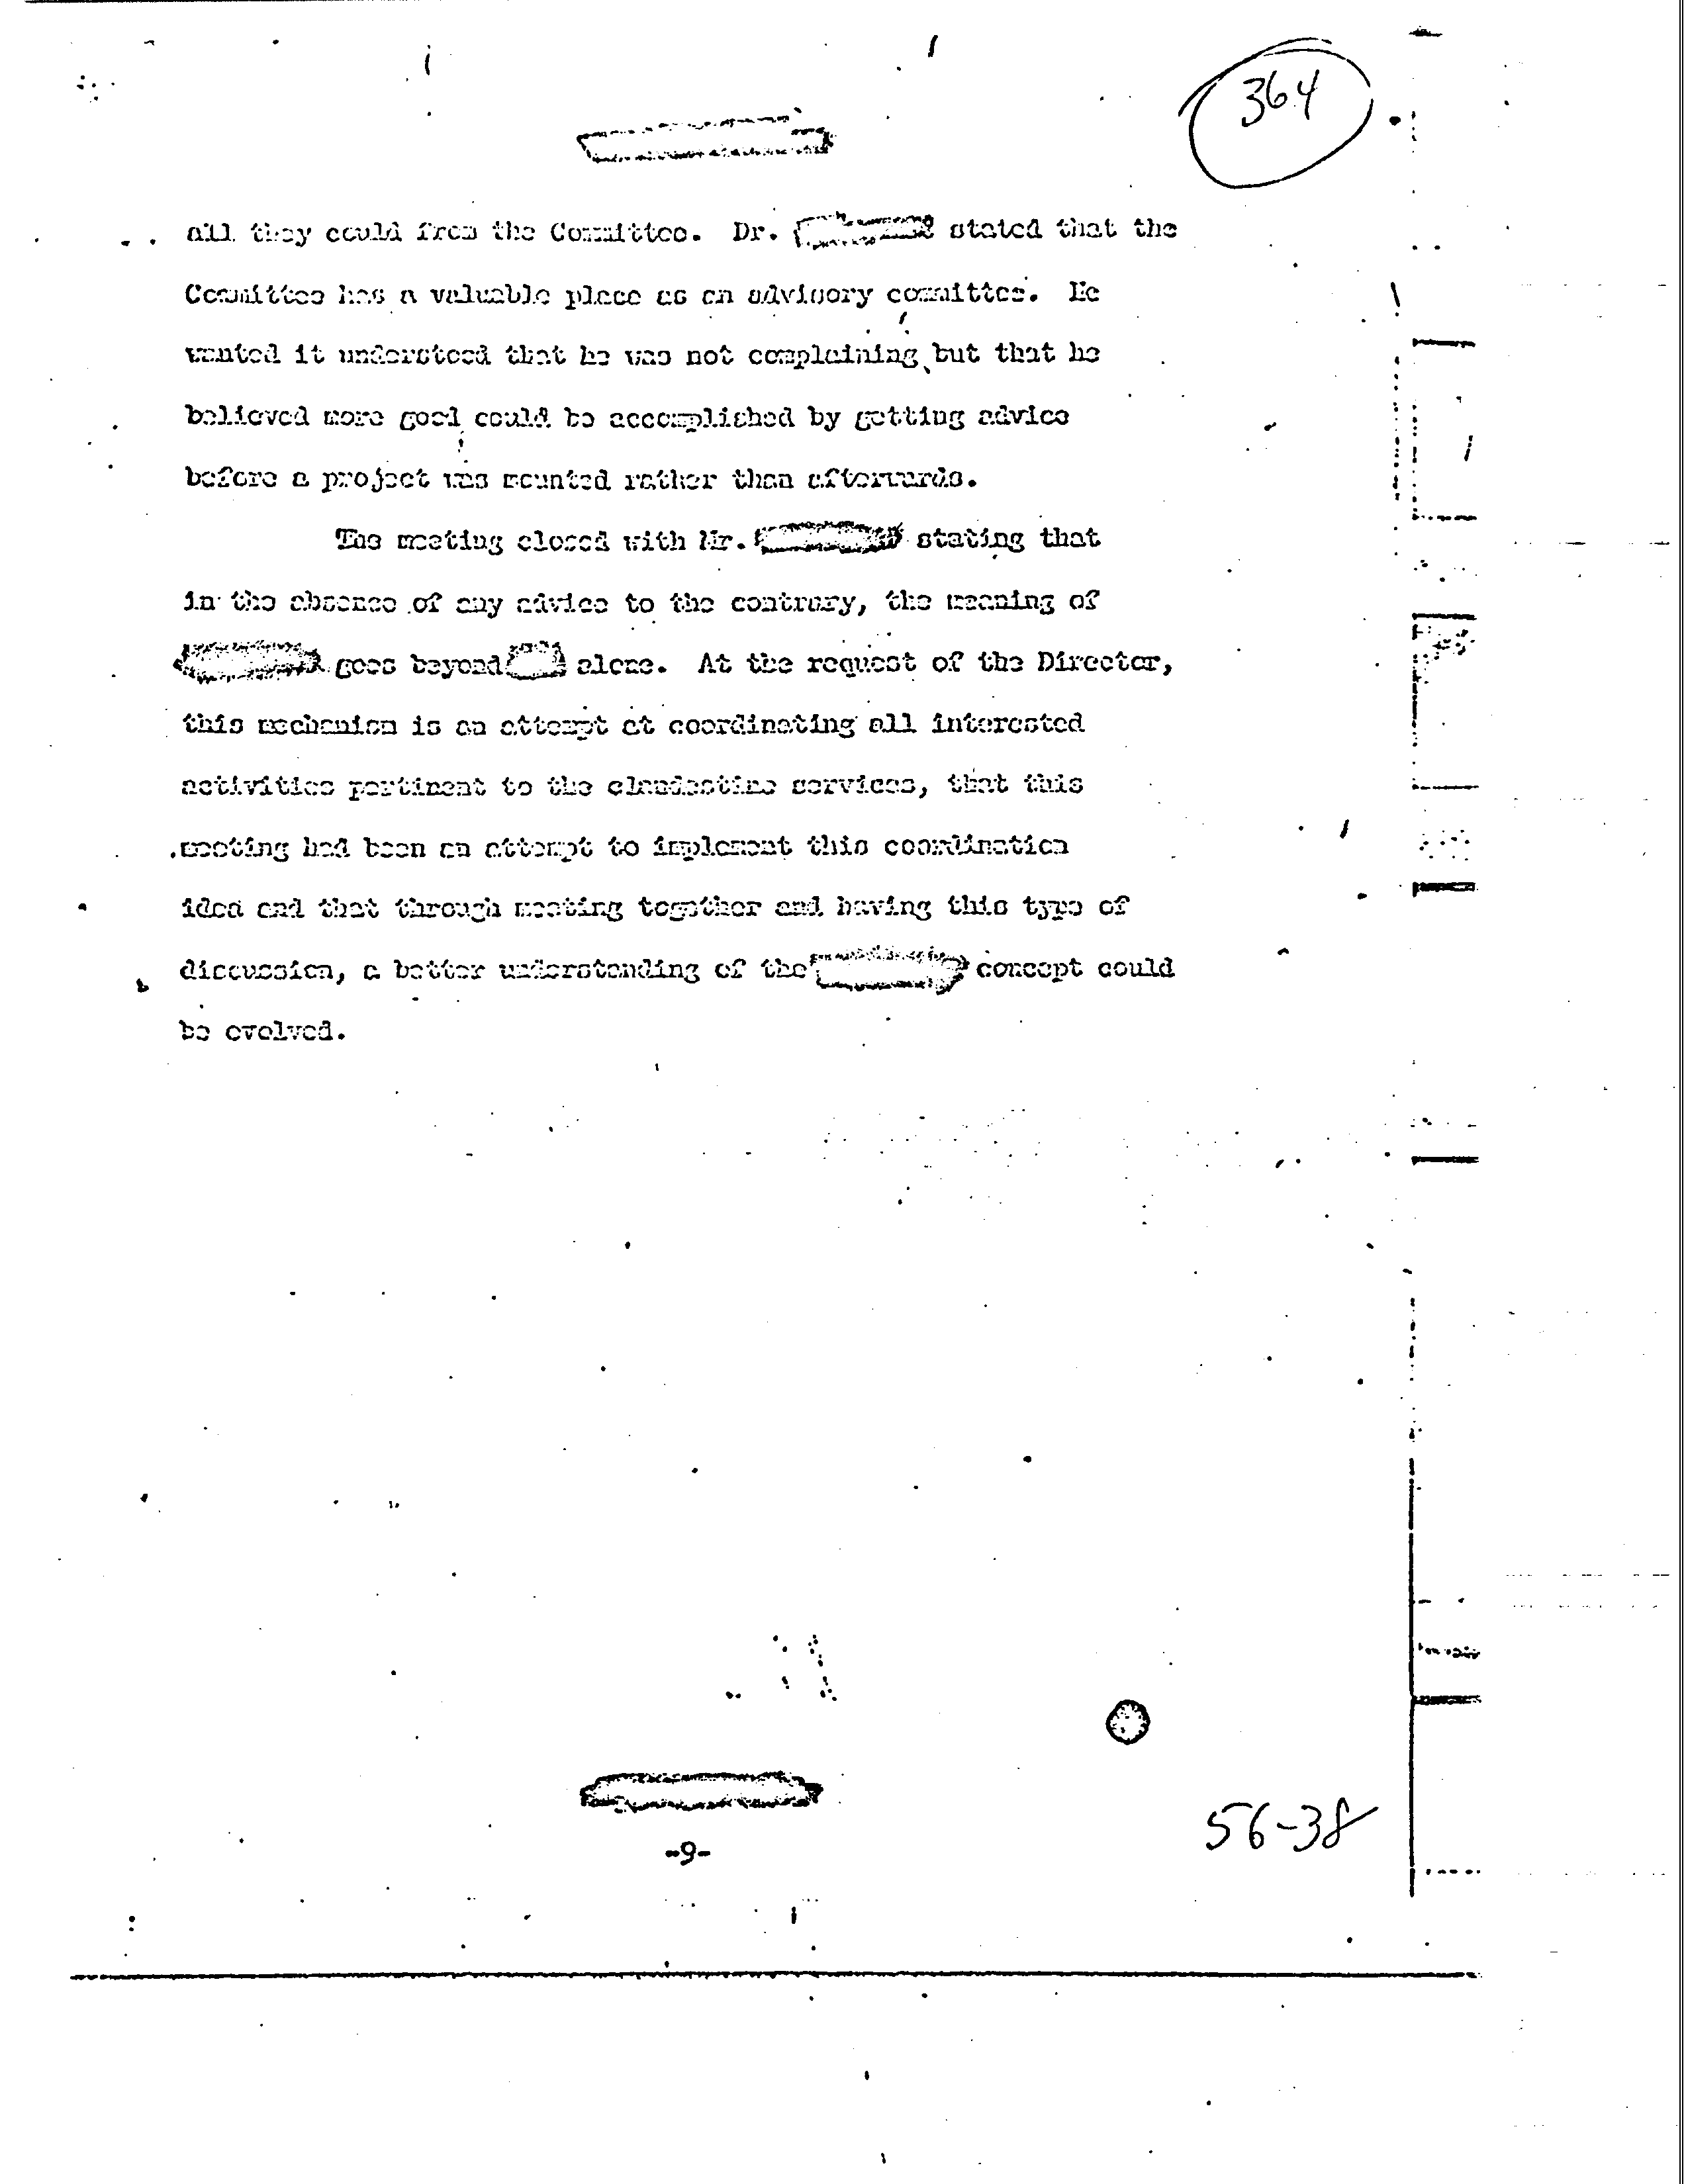 364
all they could from the Committee. Dr. stated that the
Committee has a valuable place as an advisory committee. He
wanted it understood that he was not complaining but that he
believed more good could be accomplished by getting advice
before a project was mounted rather than afterwards.
The meeting closed with Mr. stating that
in the absence of any advice to the contrary, the meaning of
goes beyond alone. At the request of the Director,
this mechanism is an attempt at coordinating all interested
activities pertinent to the clandestine services, that this
meeting had been an attempt to implement this coordination
idea and that through meeting together and having this type of
discussion, a better understanding of the concept could
be evolved.
56-38
-9-